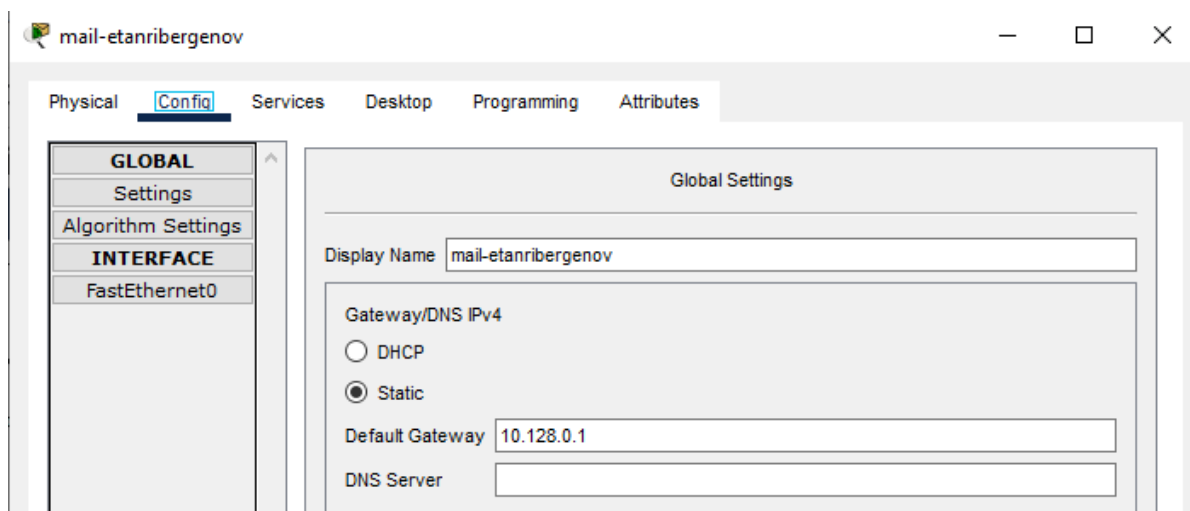 mail-etanribergenov
Physical Config Services Desktop Programming Attributes
GLOBAL
Settings
Algorithm Settings
INTERFACE
FastEthernet0
Global Settings
Display Name mail-etanribergenov
Gateway/DNS IPv4
DHCP
Static
Default Gateway 10.128.0.1
DNS Server